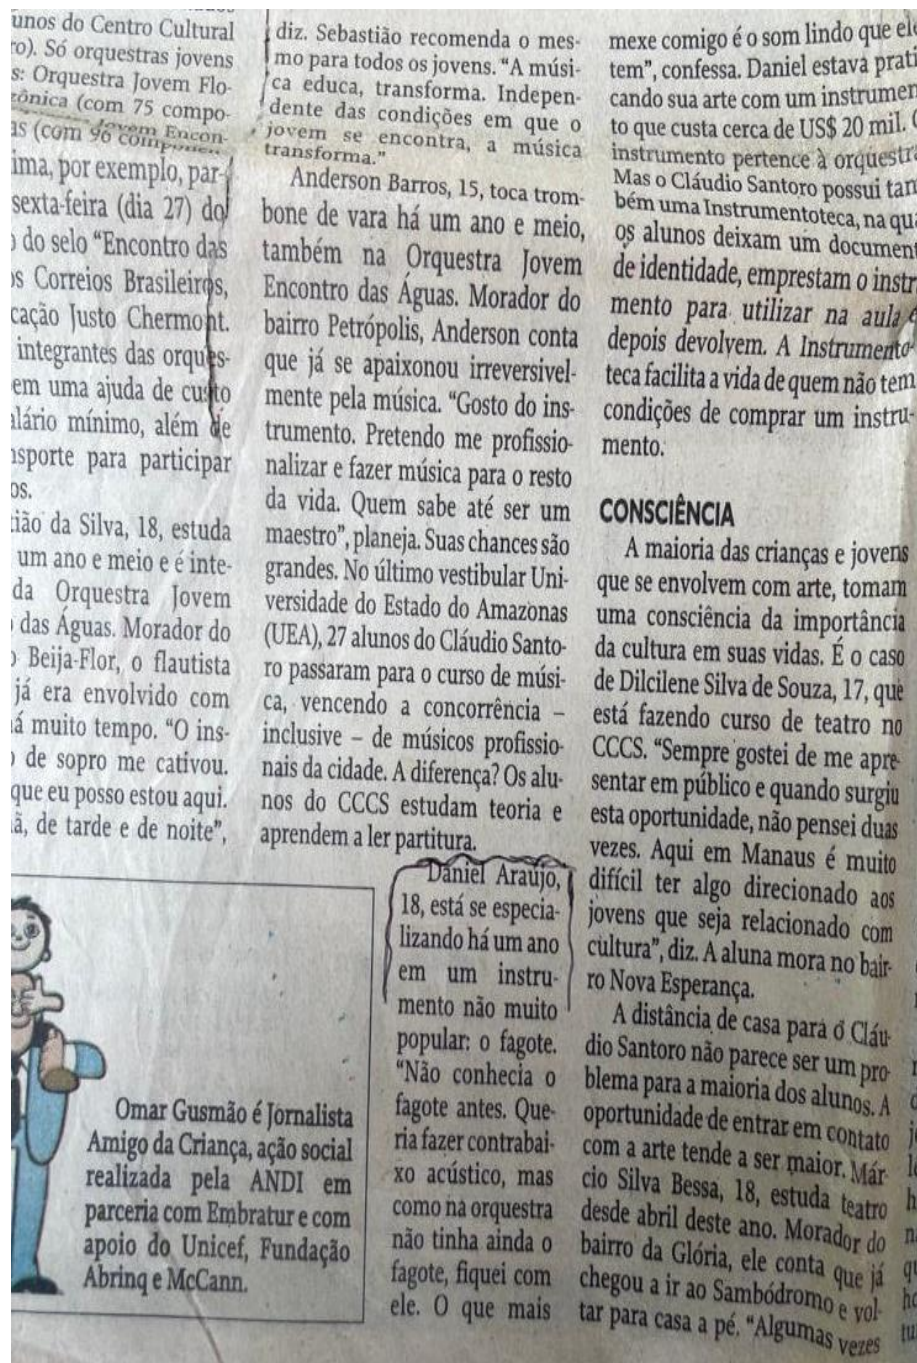 unos do Centro Cultural
ro). Só orquestras jovens
s: Orquestra Jovem Flo-
zônica (com 75 compo-
Jovem Encon-
as (com 96 componen
ima, por exemplo, par-
sexta-feira (dia 27) do
o do selo “Encontro das
os Correios Brasileiros,
cação Justo Chermont.
integrantes das orques-
em uma ajuda de custo
alário mínimo, além de
nsporte para participar
os.
tião da Silva, 18, estuda
um ano e meio e é inte-
da Orquestra Jovem
das Águas. Morador do
o Beija-Flor, o flautista
já era envolvido com
á muito tempo. “O ins-
o de sopro me cativou.
que eu posso estou aqui.
ã, de tarde e de noite”,
diz. Sebastião recomenda o mes-
mo para todos os jovens. “A músi-
ca educa, transforma. Indepen-
dente das condições em que o
jovem se encontra, a música
transforma.”
Anderson Barros, 15, toca trom-
bone de vara há um ano e meio,
também na Orquestra Jovem
Encontro das Águas. Morador do
bairro Petrópolis, Anderson conta
que já se apaixonou irreversivel-
mente pela música. “Gosto do ins-
trumento. Pretendo me profissio-
nalizar e fazer música para o resto
da vida. Quem sabe até ser um
maestro”, planeja. Suas chances são
grandes. No último vestibular Uni-
versidade do Estado do Amazonas
(UEA), 27 alunos do Cláudio Santo-
ro passaram para o curso de músi-
ca, vencendo a concorrência –
inclusive – de músicos profissio-
nais da cidade. A diferença? Os alu-
nos do CCCS estudam teoria e
aprendem a ler partitura.
Daniel Araújo,
18, está se especia-
lizando há um ano
em um instru-
mento não muito
popular: o fagote.
“Não conhecia o
fagote antes. Que-
ria fazer contrabai-
xo acústico, mas
como na orquestra
não tinha ainda o
fagote, fiquei com
ele. O que mais
mexe comigo é o som lindo que ele
tem”, confessa. Daniel estava prati
cando sua arte com um instrumen
to que custa cerca de US$ 20 mil. O
instrumento pertence à orquestra
Mas o Cláudio Santoro possui tam
bém uma Instrumentoteca, na qua
os alunos deixam um document
de identidade, emprestam o instru
mento para utilizar na aula e
depois devolvem. A Instrumento-
teca facilita a vida de quem não tem
condições de comprar um instru-
mento.
CONSCIÊNCIA
A maioria das crianças e jovens
que se envolvem com arte, tomam
uma consciência da importância
da cultura em suas vidas. É o caso
de Dilcilene Silva de Souza, 17, que
está fazendo curso de teatro no
CCCS. “Sempre gostei de me apre-
sentar em público e quando surgiu
esta oportunidade, não pensei duas
vezes. Aqui em Manaus é muito
difícil ter algo direcionado aos
jovens que seja relacionado com
cultura”, diz. A aluna mora no bair-
ro Nova Esperança.
A distância de casa para o Cláu-
dio Santoro não parece ser um pro-
blema para a maioria dos alunos. A
oportunidade de entrar em contato
com a arte tende a ser maior. Már-
cio Silva Bessa, 18, estuda teatro
desde abril deste ano. Morador do
bairro da Glória, ele conta que já
chegou a ir ao Sambódromo e vol-
tar para casa a pé. “Algumas vezes
Omar Gusmão é Jornalista
Amigo da Criança, ação social
realizada pela ANDI em
parceria com Embratur e com
apoio do Unicef, Fundação
Abrinq e McCann.